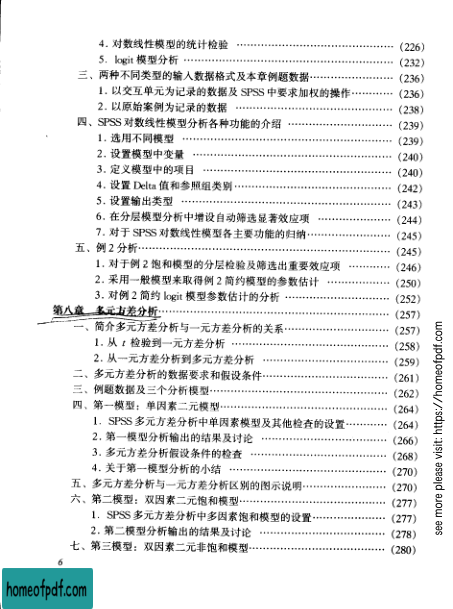 4. 对数线性模型的统计检验 ……………………………… (226)
5. logit 模型分析 ……………………………… (232)
三、两种不同类型的输入数据格式及本章例题数据……………… (236)
1. 以交互单元为记录的数据及 SPSS 中要求加权的操作………… (236)
2. 以原始案例为记录的数据 ……………………………… (238)
四、SPSS 对数线性模型分析各种功能的介绍 ……………………… (239)
1. 选用不同模型 ……………………………… (239)
2. 设置模型中变量 ……………………………… (240)
3. 定义模型中的项目 ……………………………… (240)
4. 设置 Delta 值和参照组类别……………………………… (242)
5. 设置输出类型 ……………………………… (243)
6. 在分层模型分析中增设自动筛选显著效应项 ……………… (244)
7. 对于 SPSS 对数线性模型各主要功能的归纳………………… (245)
五、例 2 分析……………………………… (245)
1. 对于例 2 饱和模型的分层检验及筛选出重要效应项 ………… (246)
2. 采用一般模型来取得例 2 简约模型的参数估计 ……………… (250)
3. 对例 2 简约 logit 模型参数估计的分析 ……………………… (252)
第八章 多元方差分析……………………………… (257)
一、简介多元方差分析与一元方差分析的关系……………………… (257)
1. 从 t 检验到一元方差分析 ……………………………… (258)
2. 从一元方差分析到多元方差分析 ……………………… (259)
二、多元方差分析的数据要求和假设条件……………………… (261)
三、例题数据及三个分析模型……………………………… (262)
四、第一模型：单因素二元模型……………………………… (264)
1. SPSS 多元方差分析中单因素模型及其他检查的设置………… (264)
2. 第一模型分析输出的结果及讨论 ……………………… (266)
3. 多元方差分析假设条件的检查 ……………………… (268)
4. 关于第一模型分析的小结 ……………………………… (270)
五、多元方差分析与一元方差分析区别的图示说明……………… (270)
六、第二模型：双因素二元饱和模型……………………………… (277)
1. SPSS 多元方差分析中多因素饱和模型的设置……………… (277)
2. 第二模型分析输出的结果及讨论 ……………………… (278)
七、第三模型：双因素二元非饱和模型……………………… (280)
6
homeofpdf.com
see more please visit: https://homeofpdf.com